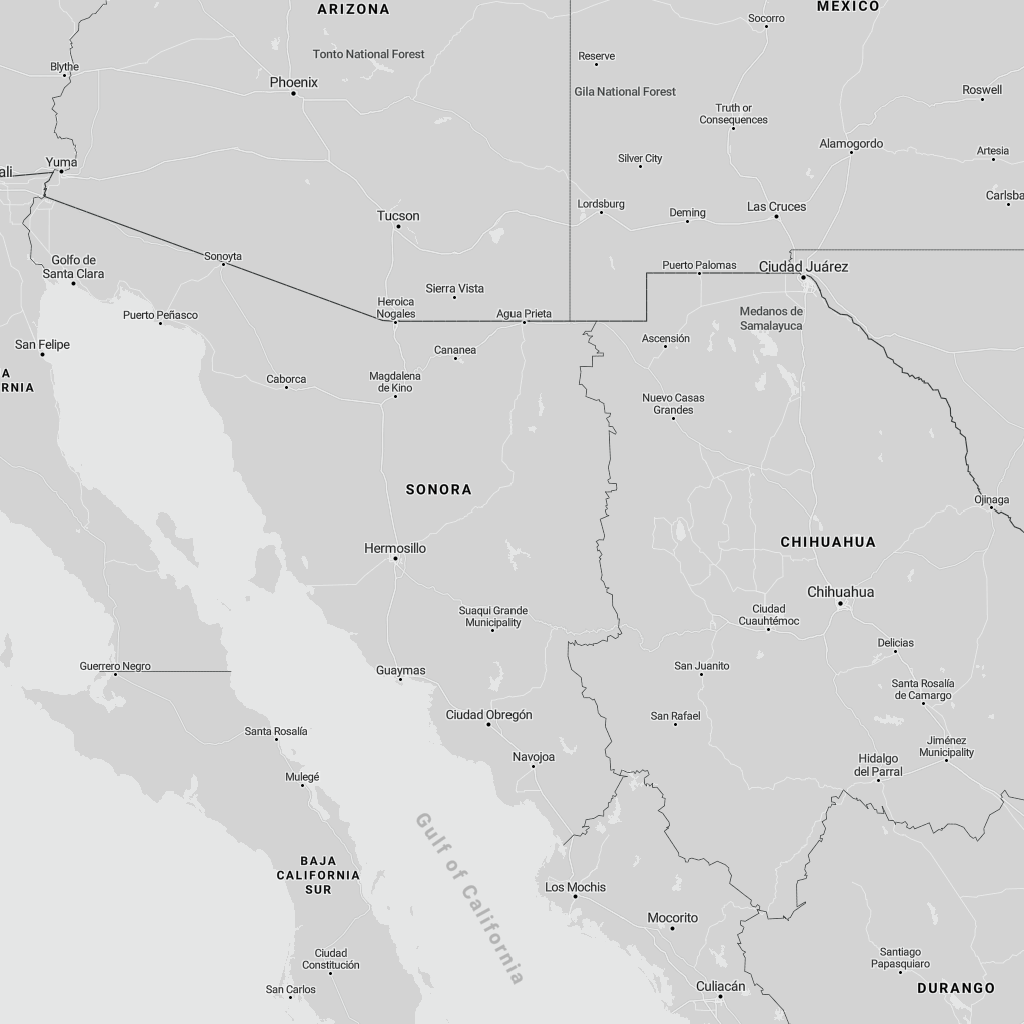 ARIZONA
MEXICO
Socorro
Tonto National Forest
Reserve
Blythe
Phoenix
Gila National Forest
Roswell
Truth or
Consequences
Alamogordo
Artesia
Silver City
Yuma
ali
Carlsba
Lordsburg
Deming
Las Cruces
Tucson
Sonoyta
Golfo de
Santa Clara
Puerto Palomas
Ciudad Juárez
Sierra Vista
Heroica
Nogales
Agua Prieta
Puerto Peñasco
Medanos de
Samalayuca
San Felipe
Ascensión
Cananea
A
RNIA
Caborca
Magdalena
de Kino
Nuevo Casas
Grandes
SONORA
Ojinaga
CHIHUAHUA
Hermosillo
Chihuahua
Suaqui Grande
Municipality
Ciudad
Cuauhtémoc
Delicias
Guerrero Negro
Guaymas
San Juanito
Santa Rosalía
de Camargo
Ciudad Obregón
San Rafael
Santa Rosalía
Jiménez
Municipality
Navojoa
Hidalgo
del Parral
Mulegé
Gulf of California
BAJA
CALIFORNIA
SUR
Los Mochis
Mocorito
Ciudad
Constitución
Santiago
Papasquiaro
San Carlos
Culiacán
DURANGO